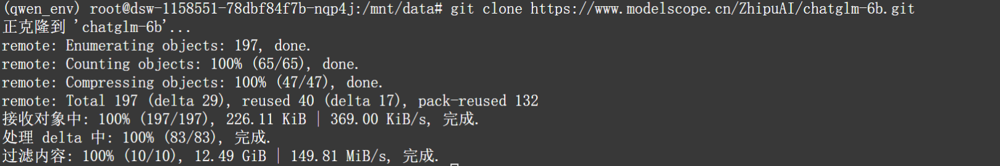 (qwen_env) root@dsw-1158551-78dbf84f7b-nqp4j:/mnt/data# git clone https://www.modelscope.cn/ZhipuAI/chatglm-6b.git
正克隆到 'chatglm-6b'...
remote: Enumerating objects: 197, done.
remote: Counting objects: 100% (65/65), done.
remote: Compressing objects: 100% (47/47), done.
remote: Total 197 (delta 29), reused 40 (delta 17), pack-reused 132
接收对象中: 100% (197/197), 226.11 KiB | 369.00 KiB/s, 完成.
处理 delta 中: 100% (83/83), 完成.
过滤内容: 100% (10/10), 12.49 GiB | 149.81 MiB/s, 完成.